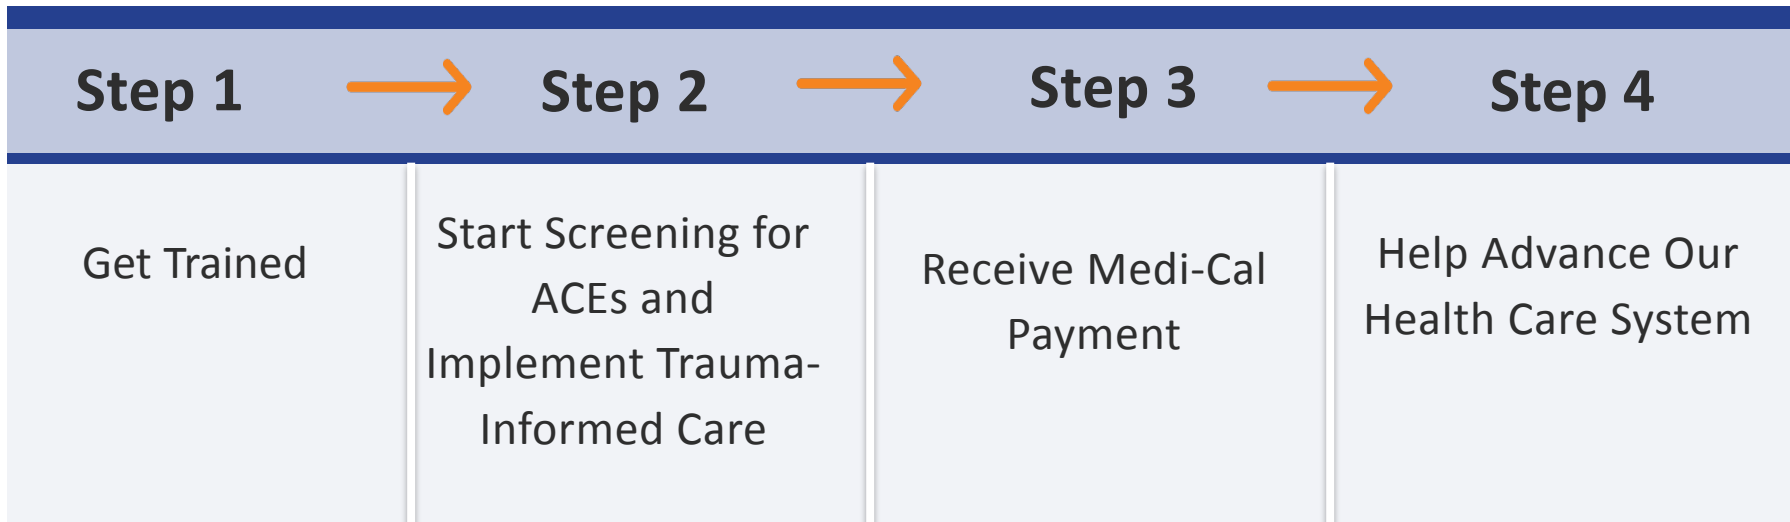 Step 1
Step 2
Step 3
Step 4
Get Trained
Start Screening for
ACEs and
Implement Trauma-
Informed Care
Receive Medi-Cal
Payment
Help Advance Our
Health Care System